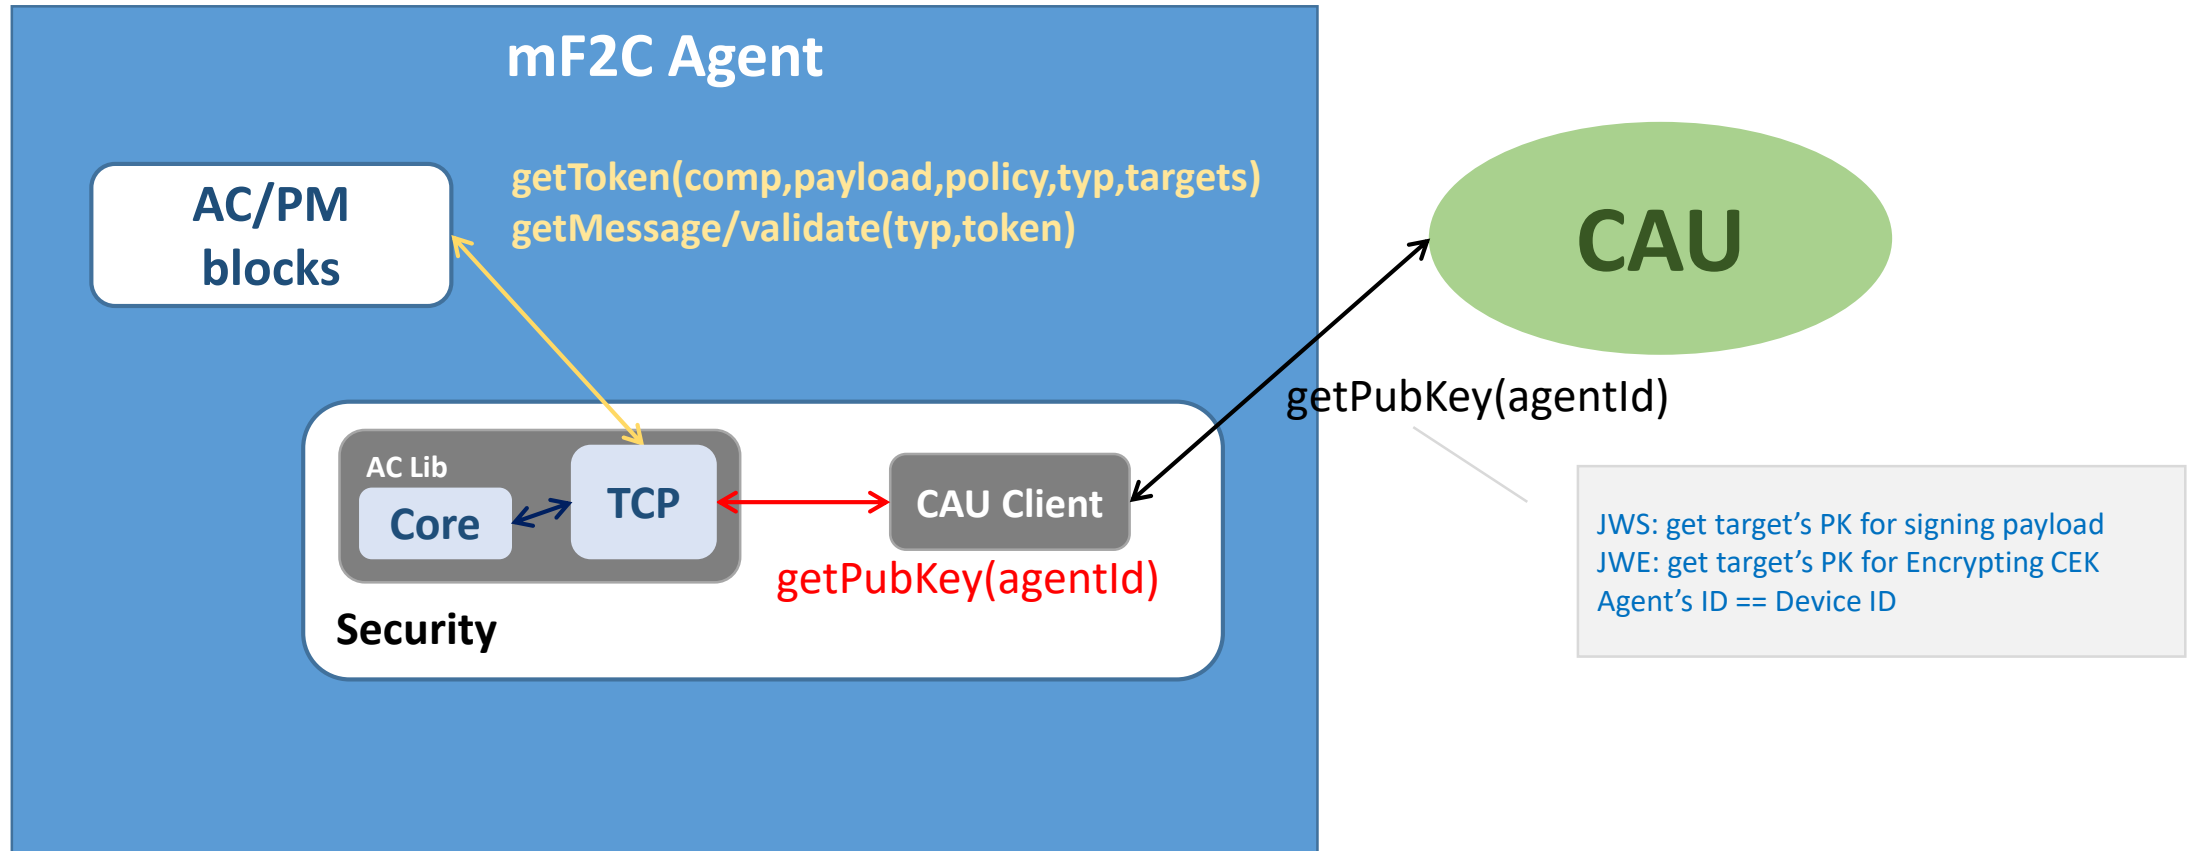 mF2C Agent
AC/PM
blocks
getToken(comp,payload,policy,typ,targets)
getMessage/validate(typ,token)
CAU
getPubKey(agentId)
AC Lib
Core
TCP
CAU Client
getPubKey(agentId)
Security
JWS: get target’s PK for signing payload
JWE: get target’s PK for Encrypting CEK
Agent’s ID == Device ID